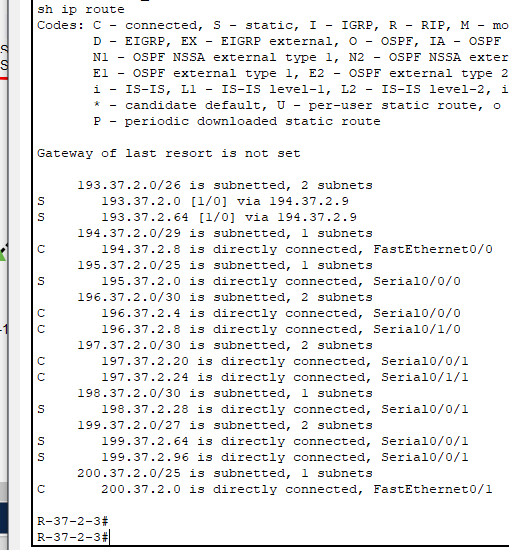 sh ip route
Codes: C - connected, S - static, I - IGRP, R - RIP, M - mo
D - EIGRP, EX - EIGRP external, O - OSPF, IA - OSPF
N1 - OSPF NSSA external type 1, N2 - OSPF NSSA exter
E1 - OSPF external type 1, E2 - OSPF external type 2
i - IS-IS, L1 - IS-IS level-1, L2 - IS-IS level-2, i
* - candidate default, U - per-user static route, o
P - periodic downloaded static route
Gateway of last resort is not set
193.37.2.0/26 is subnetted, 2 subnets
S 193.37.2.0 [1/0] via 194.37.2.9
S 193.37.2.64 [1/0] via 194.37.2.9
194.37.2.0/29 is subnetted, 1 subnets
C 194.37.2.8 is directly connected, FastEthernet0/0
195.37.2.0/25 is subnetted, 1 subnets
S 195.37.2.0 is directly connected, Serial0/0/0
196.37.2.0/30 is subnetted, 2 subnets
C 196.37.2.4 is directly connected, Serial0/0/0
C 196.37.2.8 is directly connected, Serial0/1/0
197.37.2.0/30 is subnetted, 2 subnets
C 197.37.2.20 is directly connected, Serial0/0/1
C 197.37.2.24 is directly connected, Serial0/1/1
198.37.2.0/30 is subnetted, 1 subnets
S 198.37.2.28 is directly connected, Serial0/0/1
199.37.2.0/27 is subnetted, 2 subnets
S 199.37.2.64 is directly connected, Serial0/0/1
S 199.37.2.96 is directly connected, Serial0/0/1
200.37.2.0/25 is subnetted, 1 subnets
C 200.37.2.0 is directly connected, FastEthernet0/1
R-37-2-3#
R-37-2-3#